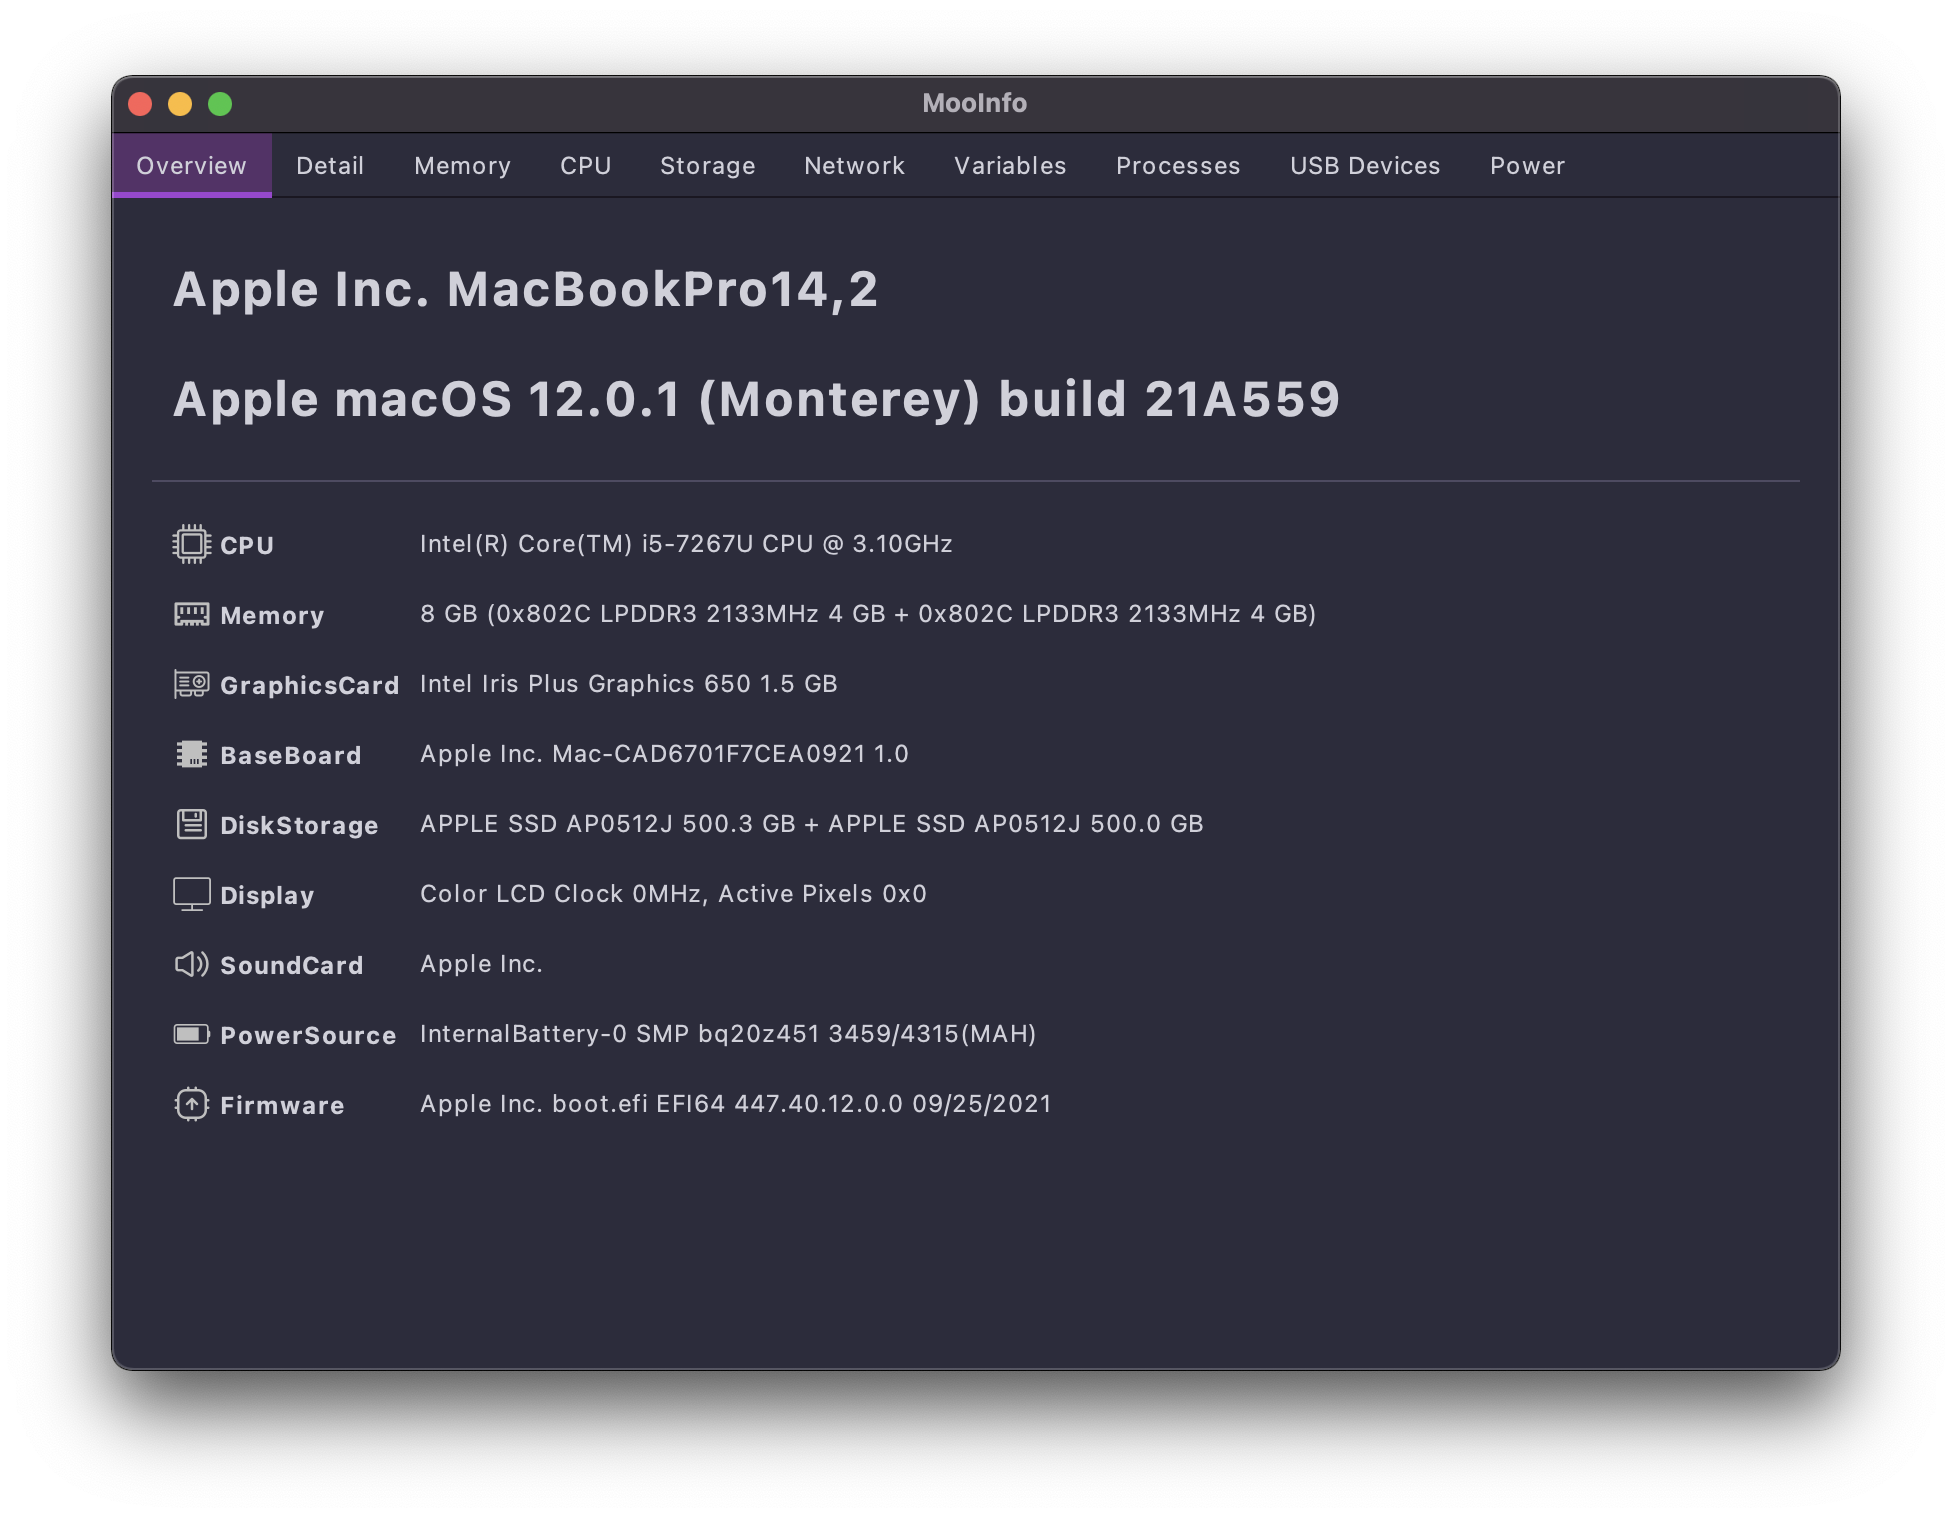 MooInfo
Overview Detail Memory CPU Storage Network Variables Processes USB Devices Power
Apple Inc. MacBookPro14,2
Apple macOS 12.0.1 (Monterey) build 21A559
CPU Intel(R) Core(TM) i5-7267U CPU @ 3.10GHz
Memory 8 GB (0x802C LPDDR3 2133MHz 4 GB + 0x802C LPDDR3 2133MHz 4 GB)
GraphicsCard Intel Iris Plus Graphics 650 1.5 GB
BaseBoard Apple Inc. Mac-CAD6701F7CEA0921 1.0
DiskStorage APPLE SSD AP0512J 500.3 GB + APPLE SSD AP0512J 500.0 GB
Display Color LCD Clock 0MHz, Active Pixels 0x0
SoundCard Apple Inc.
PowerSource InternalBattery-0 SMP bq20z451 3459/4315(MAH)
Firmware Apple Inc. boot.efi EFI64 447.40.12.0.0 09/25/2021